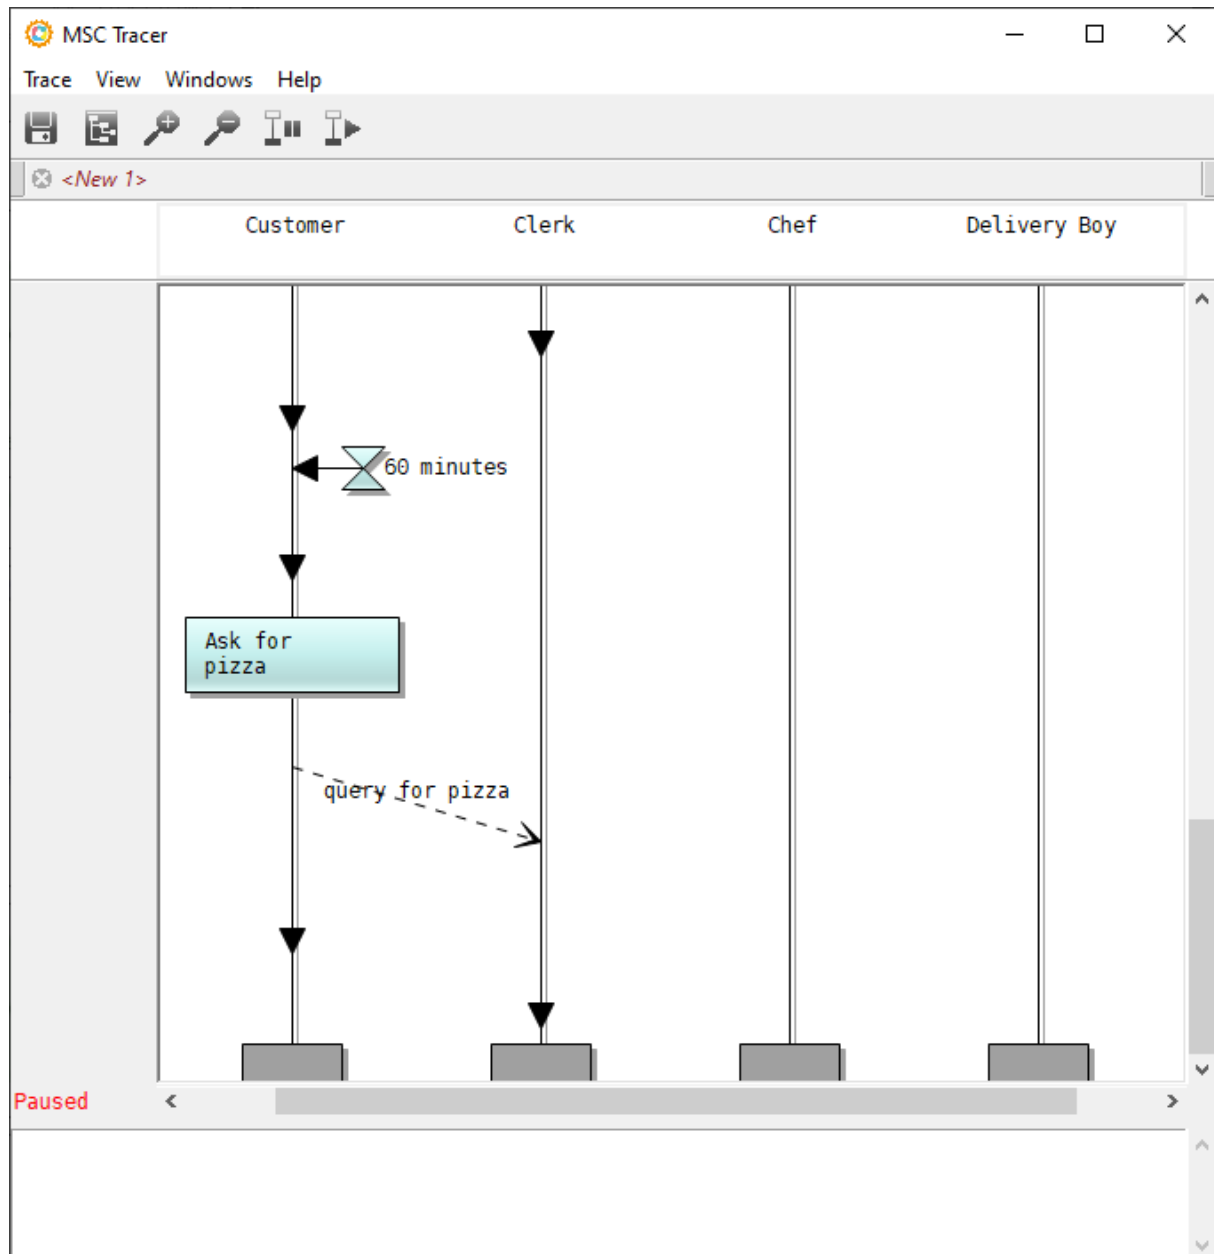 MSC Tracer
Trace View Windows Help
<New 1>
Customer Clerk Chef Delivery Boy
60 minutes
Ask for
pizza
query for pizza
Paused